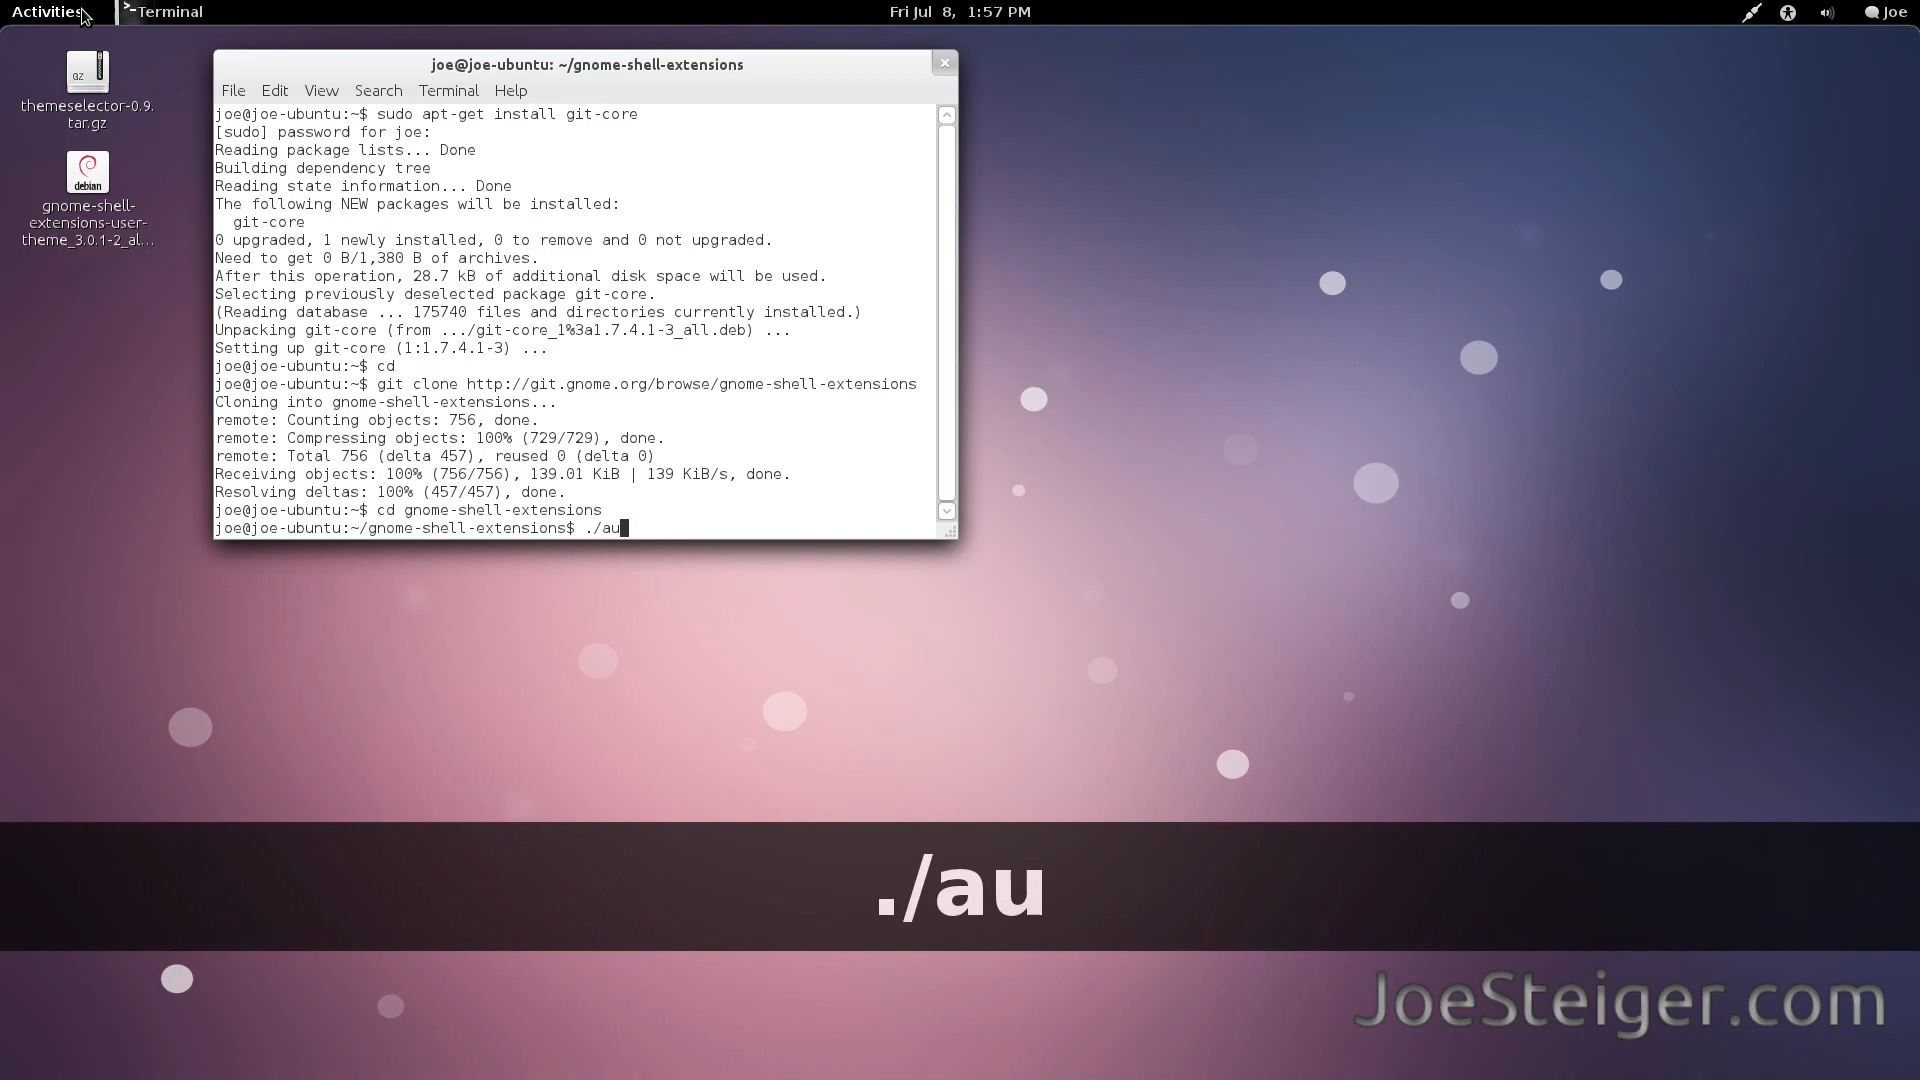 Activities
Terminal
Fri Jul 8, 1:57 PM
Joe
GZ
themeselector-0.9.
tar.gz
debian
gnome-shell-
extensions-user-
theme_3.0.1-2_al...
joe@joe-ubuntu: ~/gnome-shell-extensions
File Edit View Search Terminal Help
joe@joe-ubuntu:~$ sudo apt-get install git-core
[sudo] password for joe:
Reading package lists... Done
Building dependency tree
Reading state information... Done
The following NEW packages will be installed:
  git-core
0 upgraded, 1 newly installed, 0 to remove and 0 not upgraded.
Need to get 0 B/1,380 B of archives.
After this operation, 28.7 kB of additional disk space will be used.
Selecting previously deselected package git-core.
(Reading database ... 175740 files and directories currently installed.)
Unpacking git-core (from .../git-core_1%3a1.7.4.1-3_all.deb) ...
Setting up git-core (1:1.7.4.1-3) ...
joe@joe-ubuntu:~$ cd
joe@joe-ubuntu:~$ git clone http://git.gnome.org/browse/gnome-shell-extensions
Cloning into gnome-shell-extensions...
remote: Counting objects: 756, done.
remote: Compressing objects: 100% (729/729), done.
remote: Total 756 (delta 457), reused 0 (delta 0)
Receiving objects: 100% (756/756), 139.01 KiB | 139 KiB/s, done.
Resolving deltas: 100% (457/457), done.
joe@joe-ubuntu:~$ cd gnome-shell-extensions
joe@joe-ubuntu:~/gnome-shell-extensions$ ./au
./au
JoeSteiger.com